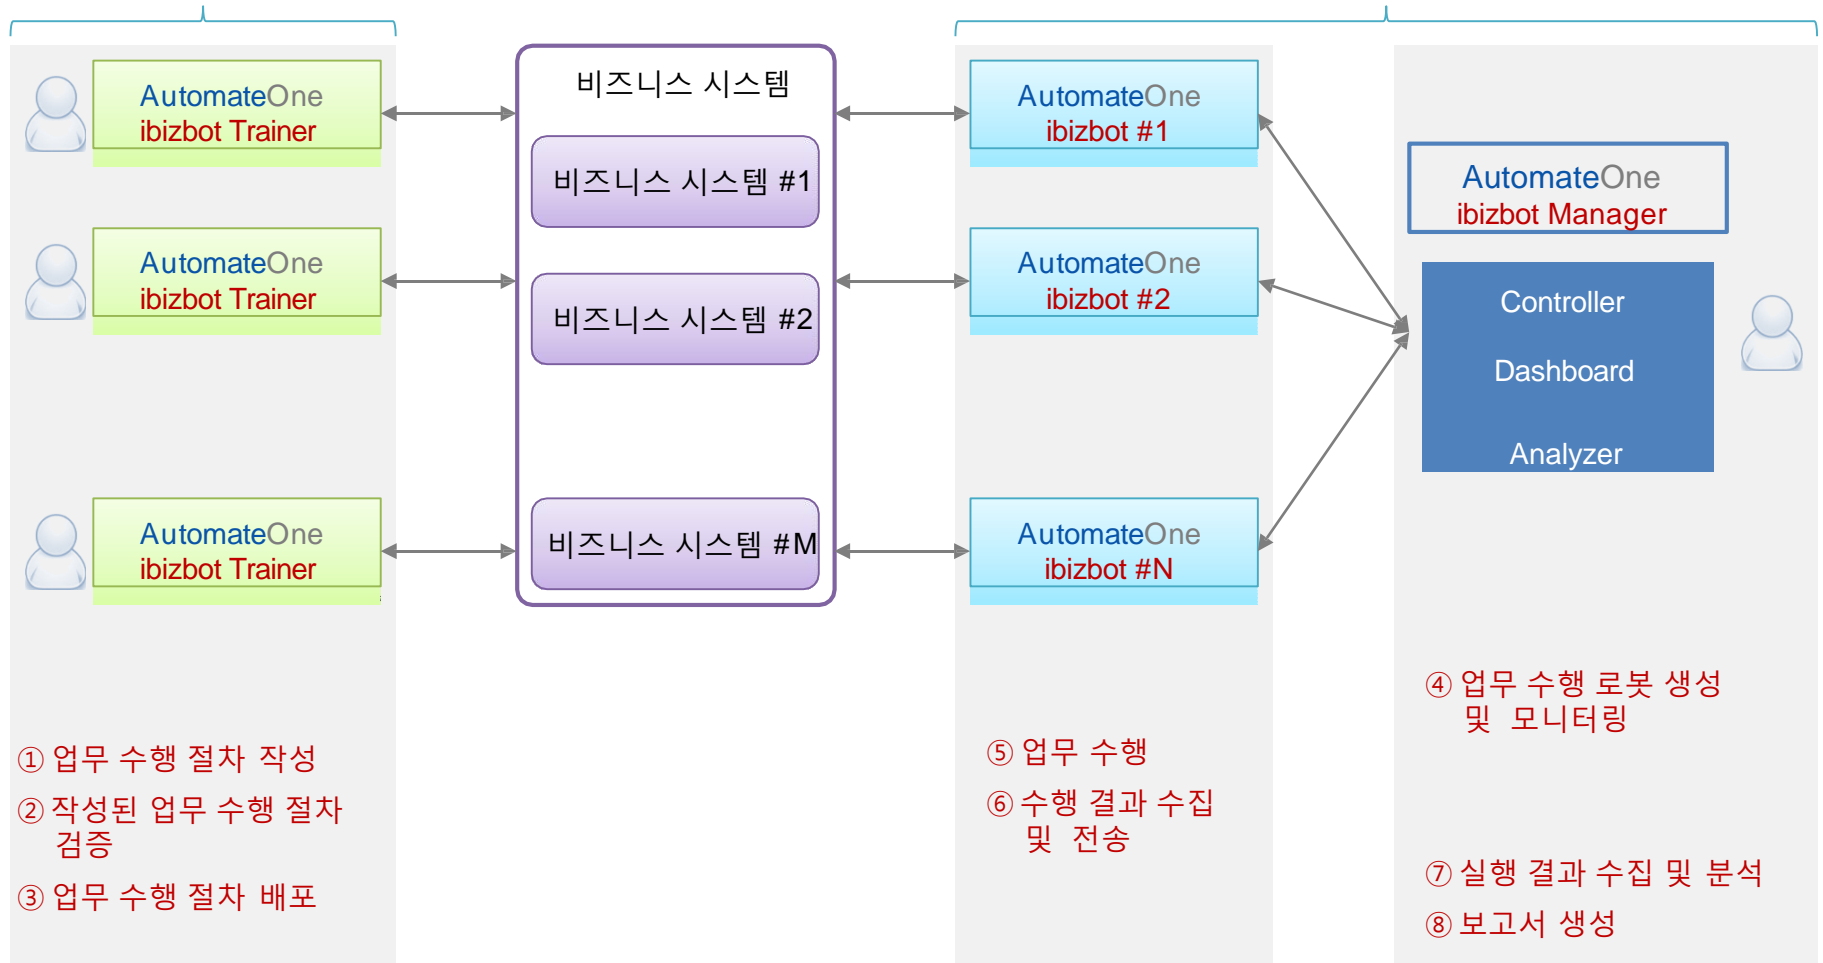 AutomateOne
ibizbot Trainer
AutomateOne
ibizbot Trainer
AutomateOne
ibizbot Trainer
① 업무 수행 절차 작성
② 작성된 업무 수행 절차
검증
③ 업무 수행 절차 배포
비즈니스 시스템
비즈니스 시스템 #1
비즈니스 시스템 #2
비즈니스 시스템 #M
AutomateOne
ibizbot #1
AutomateOne
ibizbot #2
AutomateOne
ibizbot #N
⑤ 업무 수행
⑥ 수행 결과 수집
및 전송
AutomateOne
ibizbot Manager
Controller
Dashboard
Analyzer
④ 업무 수행 로봇 생성
및 모니터링
⑦ 실행 결과 수집 및 분석
⑧ 보고서 생성